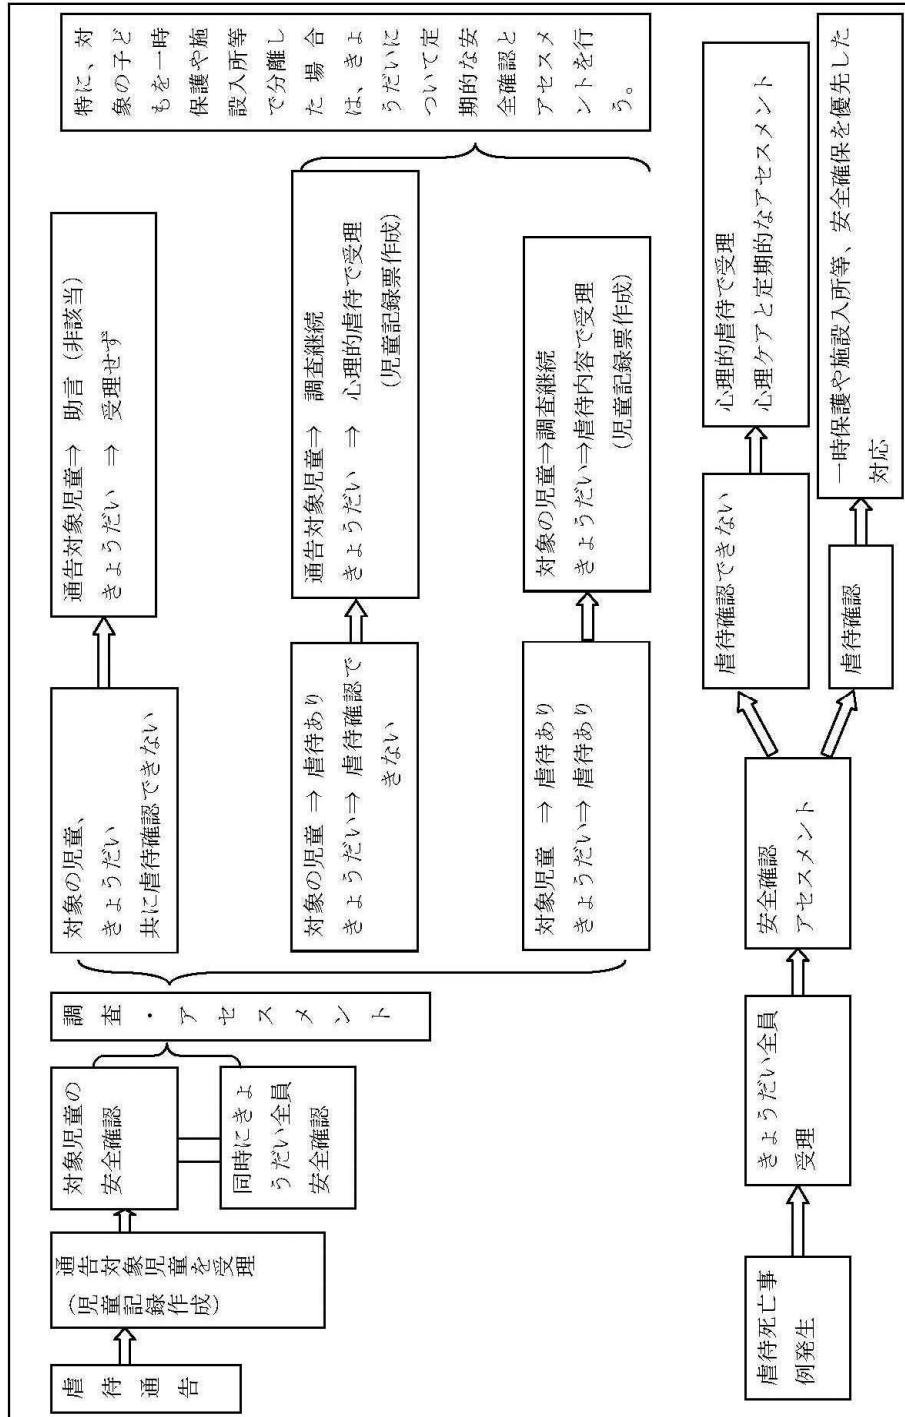 虐待通告
通告対象児童を受理
(児童記録作成)
対象児童の
安全確認
同時にきょ
うだい全員
安全確認
調査・アセスメント
対象の児童、
きょうだい
共に虐待確認できない
通告対象児童⇒ 助言(非該当)
きょうだい ⇒ 受理せず
対象の児童 ⇒ 虐待あり
きょうだい⇒ 虐待確認で
きない
通告対象児童⇒ 調査継続
きょうだい ⇒ 心理的虐待で受理
(児童記録票作成)
対象児童 ⇒ 虐待あり
きょうだい⇒ 虐待あり
対象の児童⇒調査継続
きょうだい⇒虐待内容で受理
(児童記録票作成)
特に、対
象の子ど
もを一時
保護や施
設入所等
で分離し
た場合
は、きょ
うだいに
ついて定
期的な安
全確認と
アセスメ
ントを行
う。
虐待死亡事
例発生
きょうだい全員
受理
安全確認
アセスメント
虐待確認できない
心理的虐待で受理
心理ケアと定期的なアセスメント
虐待確認
一時保護や施設入所等、安全確保を優先した
対応